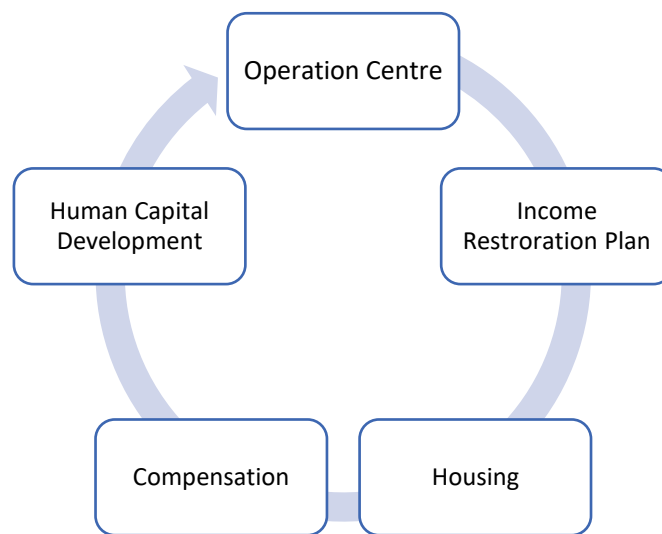 Operation Centre
Income
Restroration Plan
Housing
Compensation
Human Capital
Development